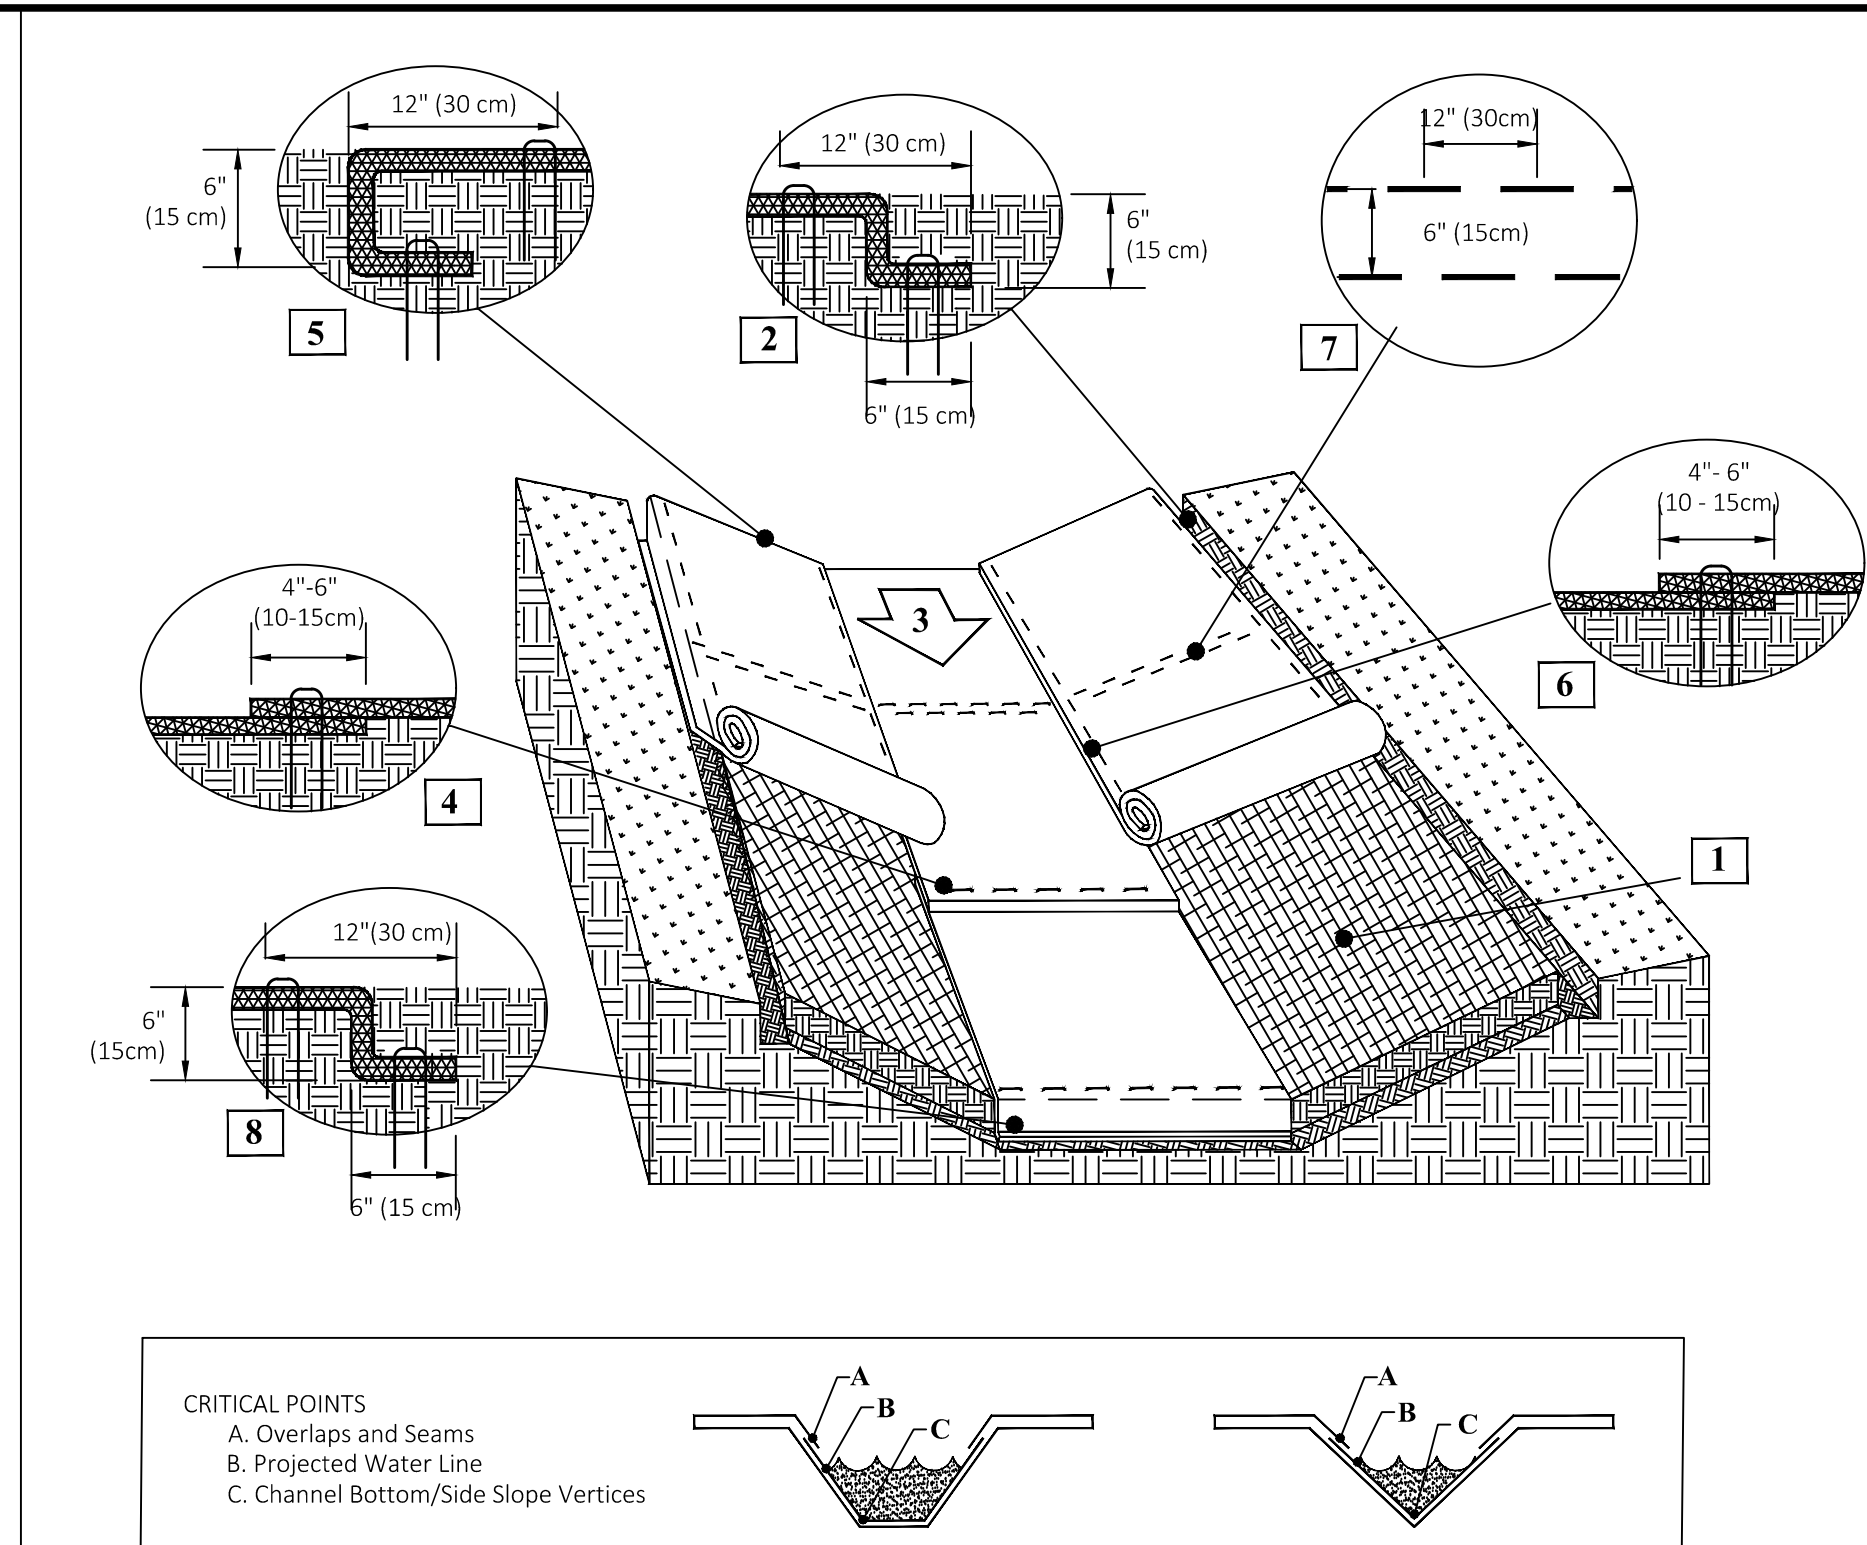 12" (30 cm)
6"
(15 cm)
5
12" (30 cm)
6"
(15 cm)
2
6" (15 cm)
12" (30cm)
6" (15cm)
7
4"- 6"
(10 - 15cm)
6
3
4"-6"
(10-15cm)
4
1
12"(30 cm)
6"
(15cm)
8
6" (15 cm)
CRITICAL POINTS
A. Overlaps and Seams
B. Projected Water Line
C. Channel Bottom/Side Slope Vertices
A
B
C
A
B
C